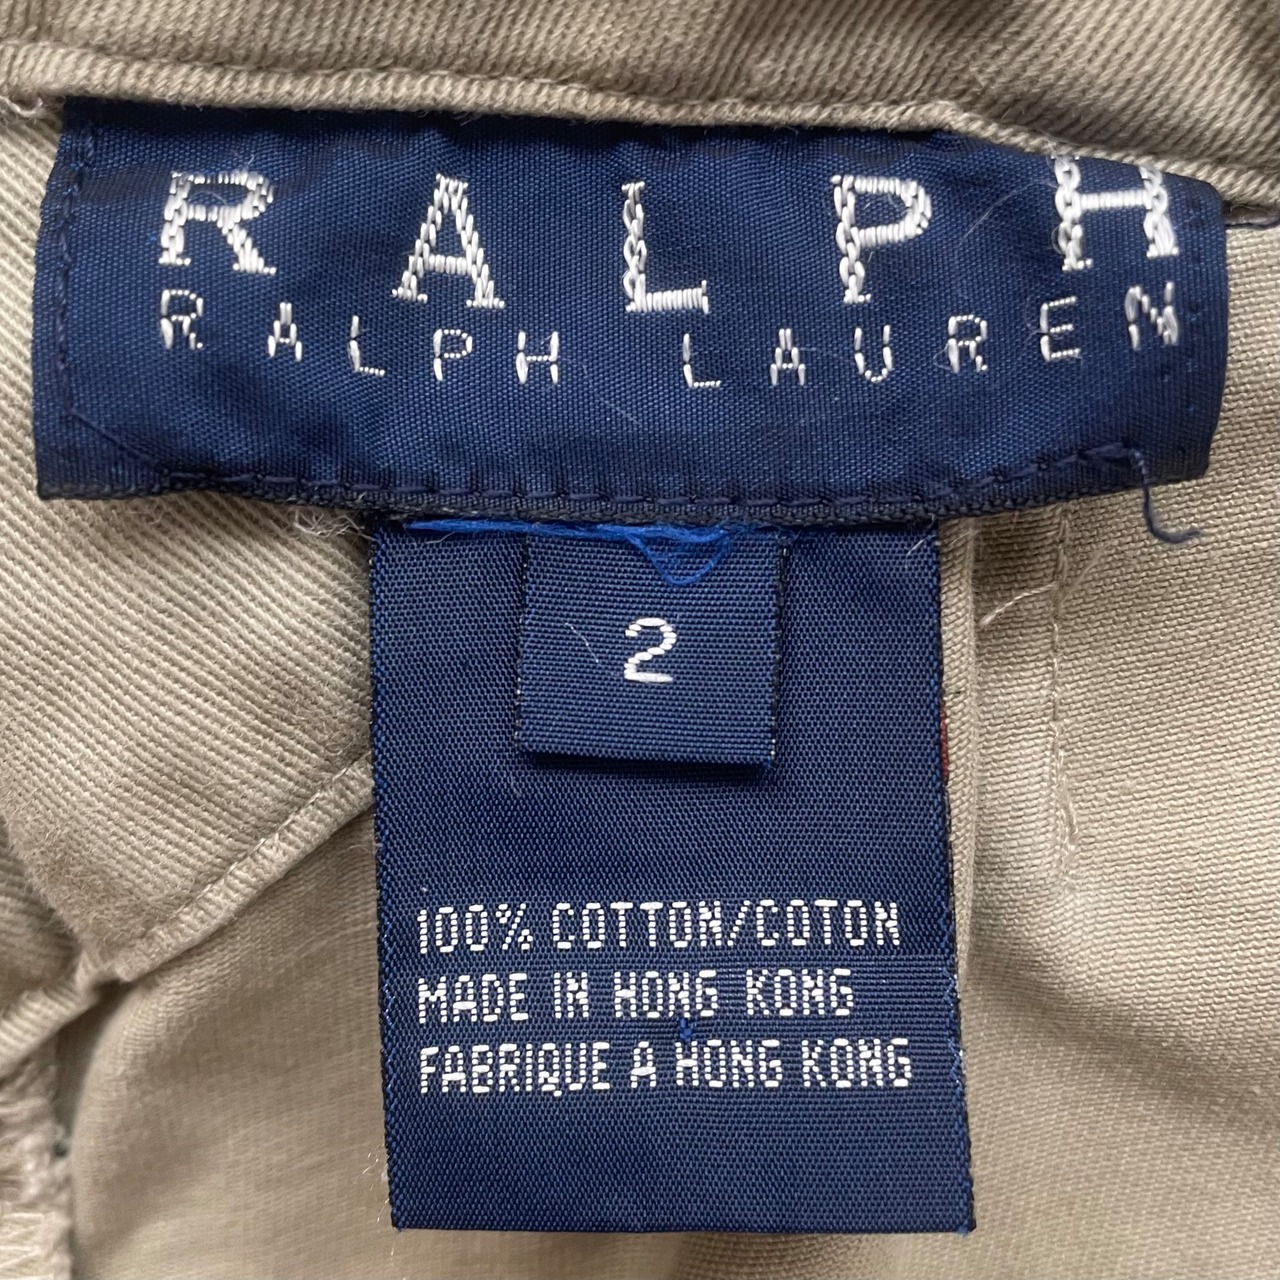 RALPH
RALPH LAUREN
2
100% COTTON/COTON
MADE IN HONG KONG
FABRIQUE A HONG KONG